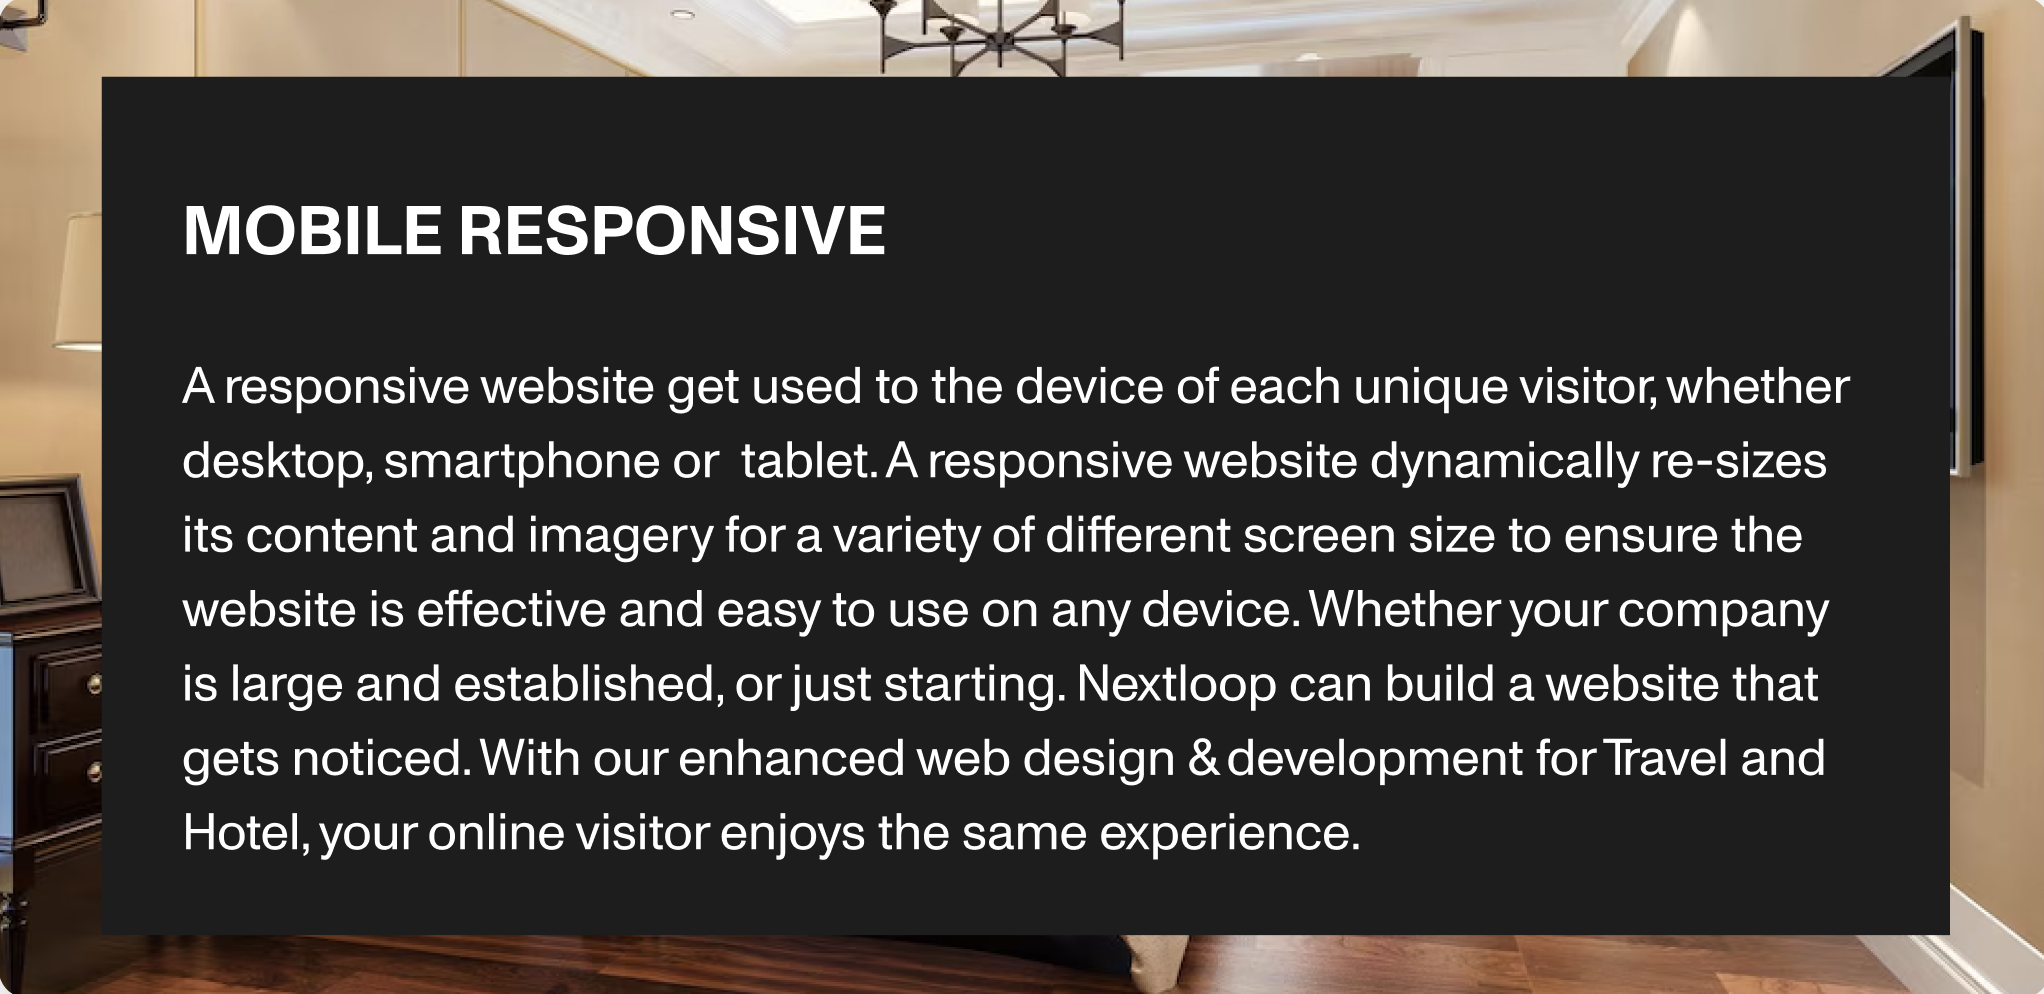 MOBILE RESPONSIVE
A responsive website get used to the device of each unique visitor, whether
desktop, smartphone or  tablet. A responsive website dynamically re-sizes
its content and imagery for a variety of different screen size to ensure the
website is effective and easy to use on any device. Whether your company
is large and established, or just starting. Nextloop can build a website that
gets noticed. With our enhanced web design & development for Travel and
Hotel, your online visitor enjoys the same experience.